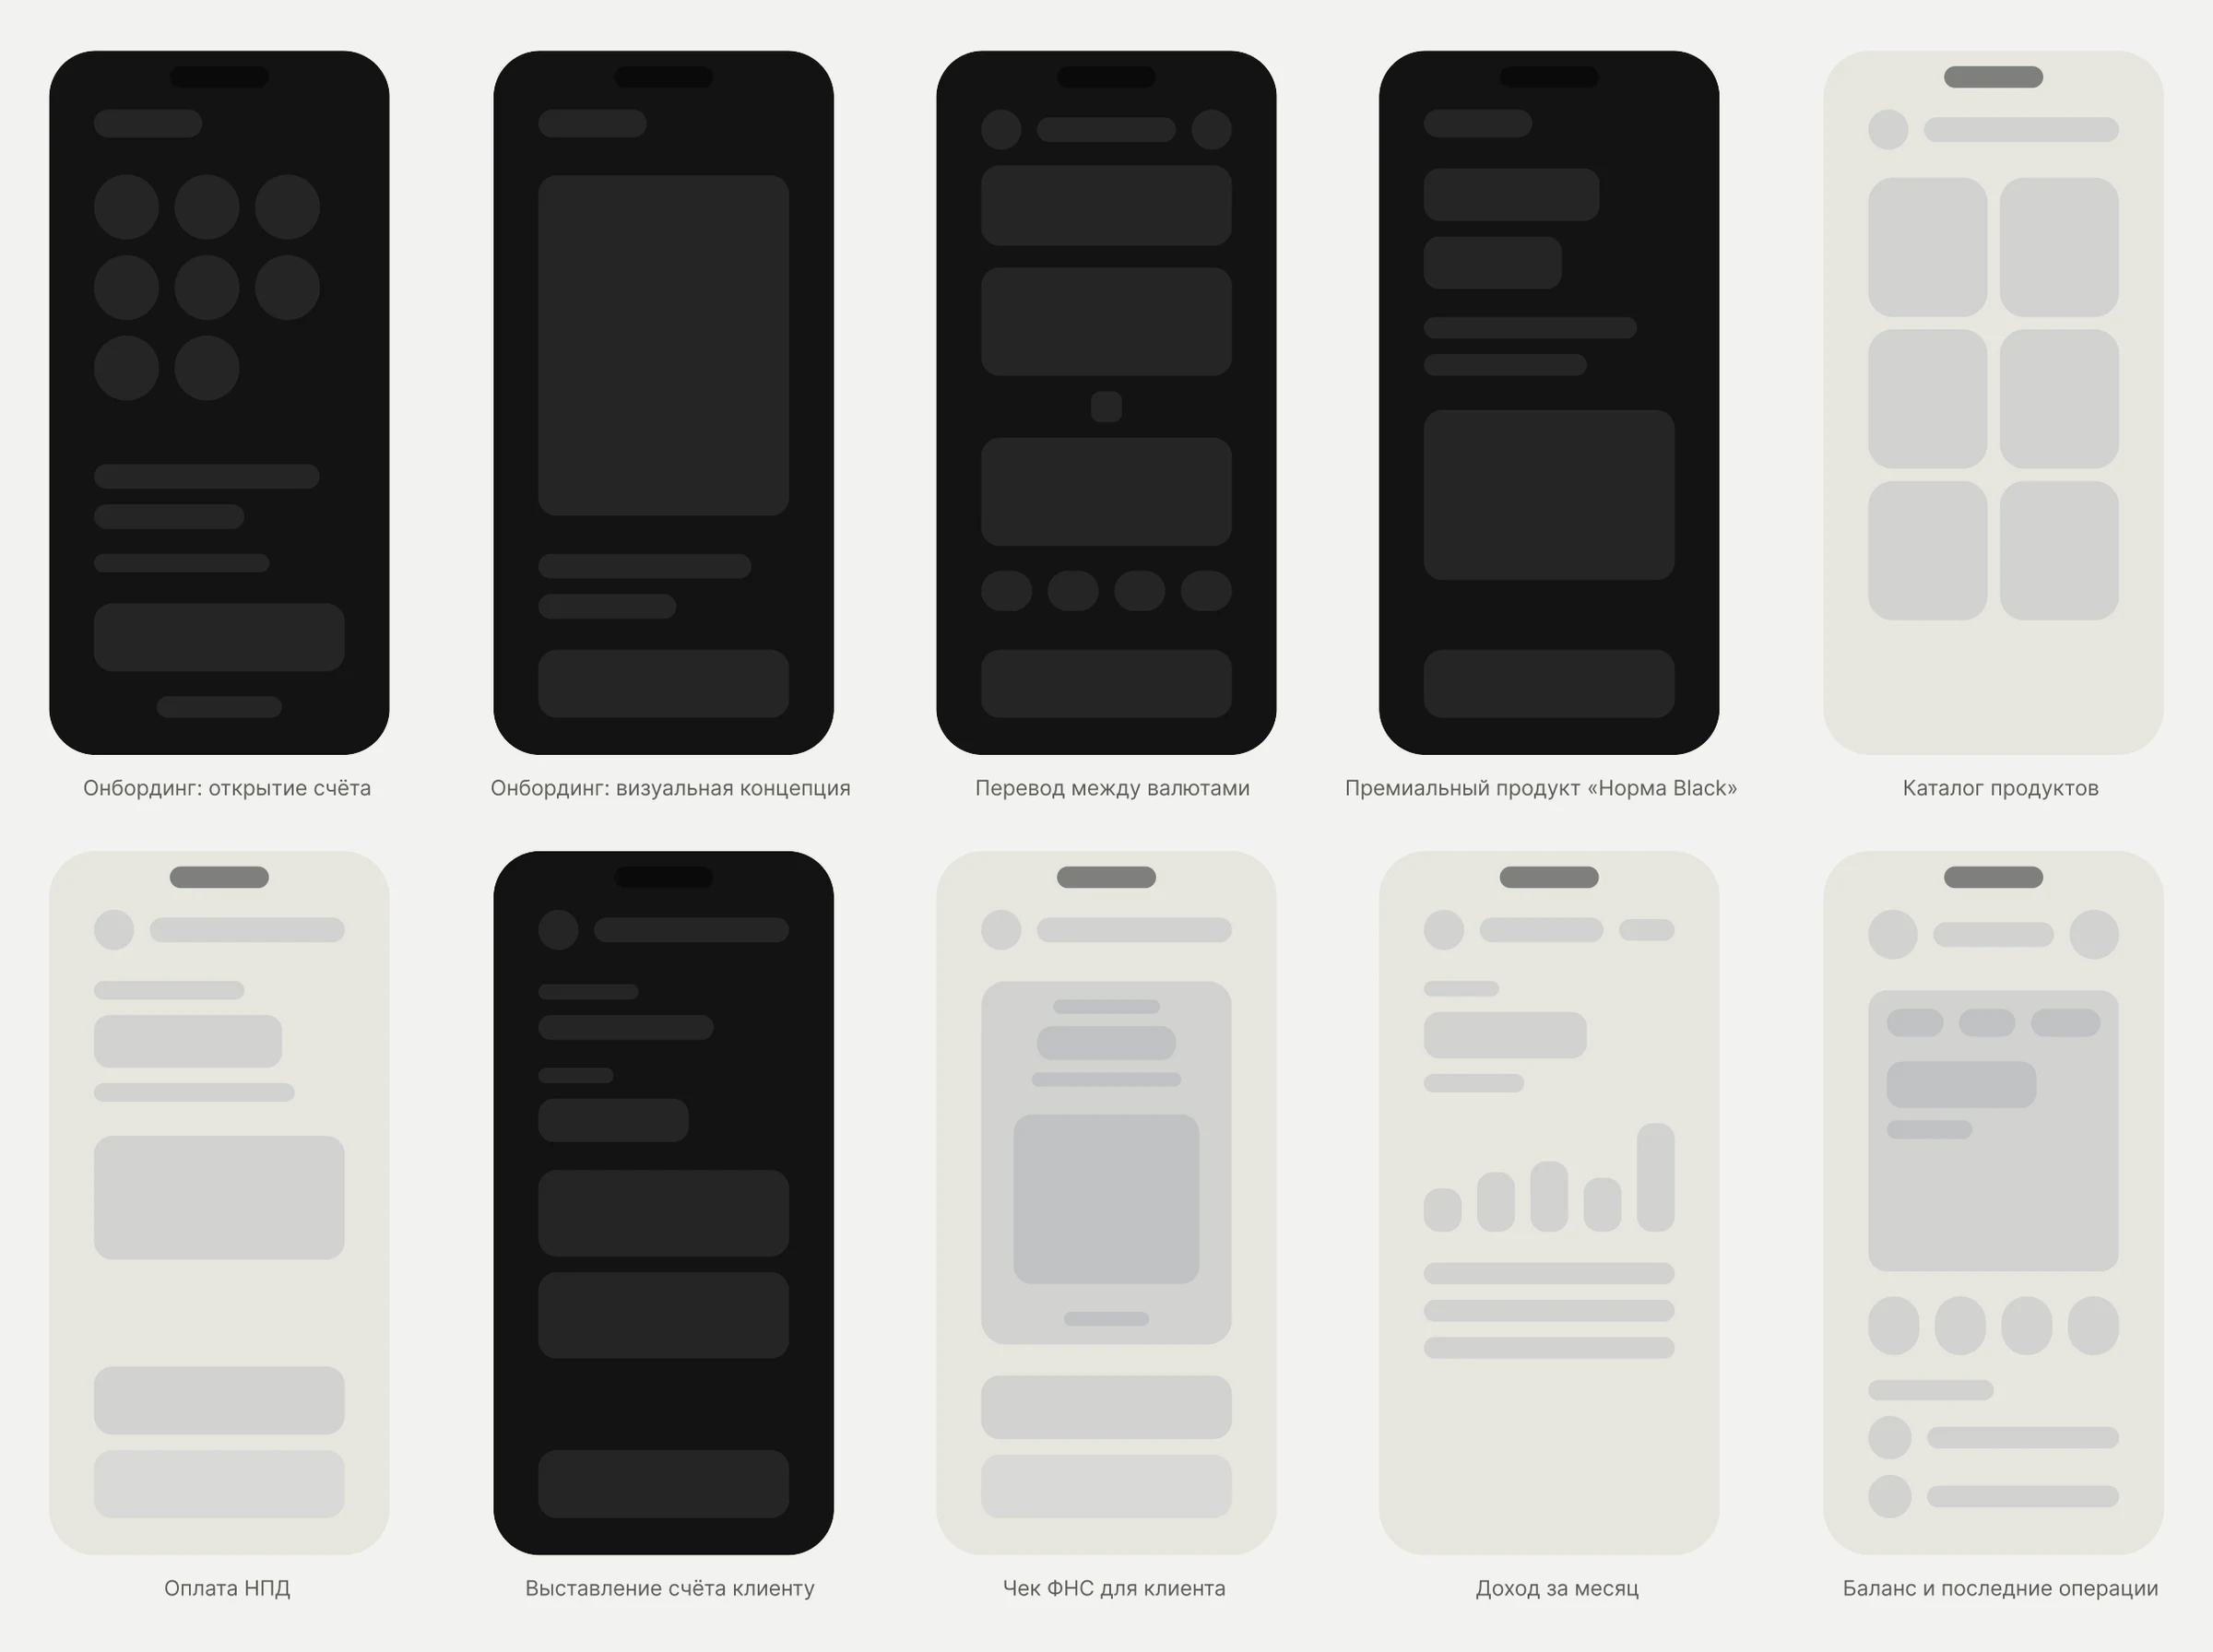 Онбординг: открытие счёта
Онбординг: визуальная концепция
Перевод между валютами
Премиальный продукт «Норма Black»
Каталог продуктов
Оплата НПД
Выставление счёта клиенту
Чек ФНС для клиента
Доход за месяц
Баланс и последние операции